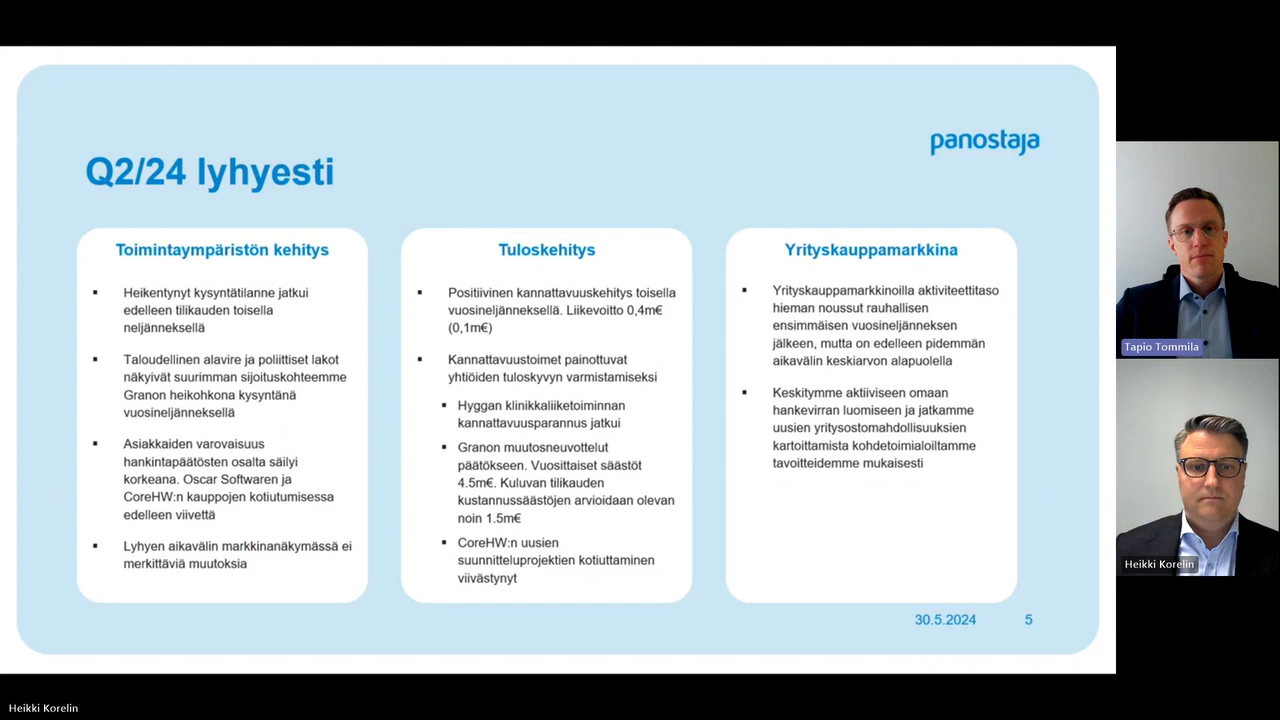 panostaja
Q2/24 lyhyesti
Toimintaympäristön kehitys
▪ Heikentynyt kysyntätilanne jatkui
edelleen tilikauden toisella
neljänneksellä
▪ Taloudellinen alavire ja poliittiset lakot
näkyivät suurimman sijoituskohteemme
Granon heikohkona kysyntänä
vuosineljänneksellä
▪ Asiakkaiden varovaisuus
hankintapäätösten osalta säilyi
korkeana. Oscar Softwaren ja
CoreHW:n kauppojen kotiutumisessa
edelleen viivettä
▪ Lyhyen aikavälin markkinanäkymässä ei
merkittäviä muutoksia
Tuloskehitys
▪ Positiivinen kannattavuuskehitys toisella
vuosineljänneksellä. Liikevoitto 0,4m€
(0,1m€)
▪ Kannattavuustoimet painottuvat
yhtiöiden tuloskyvyn varmistamiseksi
▪ Hyggan klinikkaliiketoiminnan
kannattavuusparannus jatkui
▪ Granon muutosneuvottelut
päätökseen. Vuosittaiset säästöt
4.5m€. Kuluvan tilikauden
kustannussäästöjen arvioidaan olevan
noin 1.5m€
▪ CoreHW:n uusien
suunnitteluprojektien kotiuttaminen
viivästynyt
Yrityskauppamarkkina
▪ Yrityskauppamarkkinoilla aktiviteettitaso
hieman noussut rauhallisen
ensimmäisen vuosineljänneksen
jälkeen, mutta on edelleen pidemmän
aikavälin keskiarvon alapuolella
▪ Keskitymme aktiiviseen omaan
hankevirran luomiseen ja jatkamme
uusien yritysostomahdollisuuksien
kartoittamista kohdetoimialoiltamme
tavoitteidemme mukaisesti
30.5.2024
5
Tapio Tommila
Heikki Korelin
Heikki Korelin